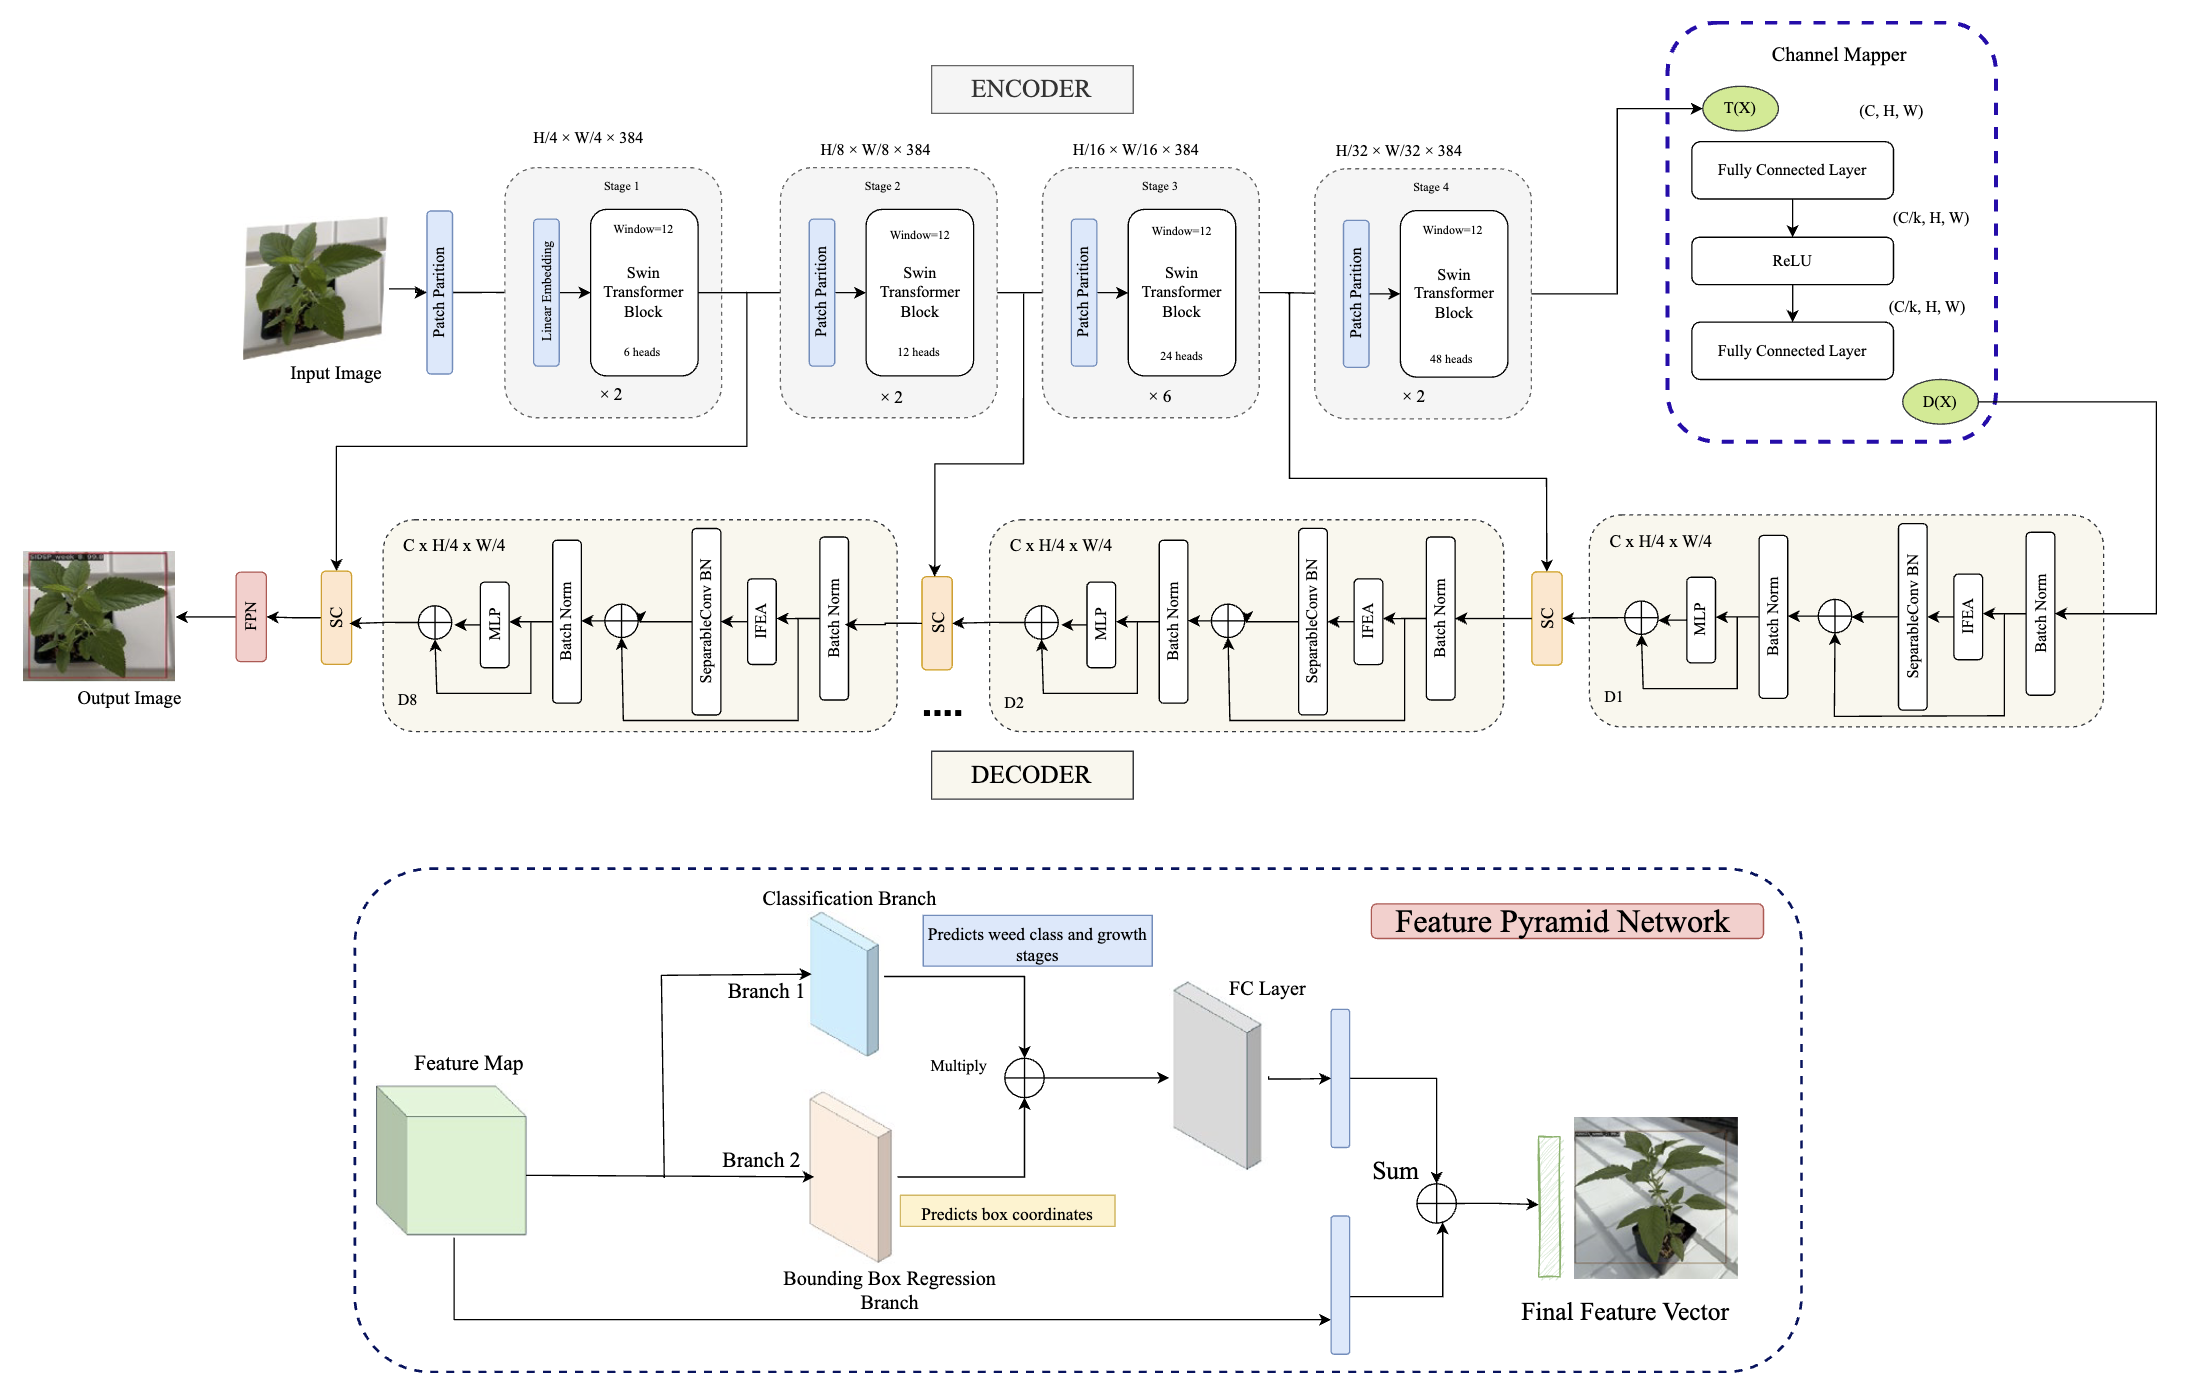 Channel Mapper
ENCODER
T(X)
(C, H, W)
H/4 × W/4 × 384
H/8 × W/8 × 384
H/16 × W/16 × 384
H/32 × W/32 × 384
Fully Connected Layer
(C/k, H, W)
ReLU
(C/k, H, W)
Fully Connected Layer
D(X)
Input Image
Patch Parition
Stage 1
Linear Embedding
Window=12
Swin
Transformer
Block
6 heads
× 2
Stage 2
Patch Parition
Window=12
Swin
Transformer
Block
12 heads
× 2
Stage 3
Patch Parition
Window=12
Swin
Transformer
Block
24 heads
× 6
Stage 4
Patch Parition
Window=12
Swin
Transformer
Block
48 heads
× 2
Output Image
FPN
SC
C x H/4 x W/4
MLP
Batch Norm
SeparableConv BN
IFEA
Batch Norm
D8
SC
....
C x H/4 x W/4
MLP
Batch Norm
SeparableConv BN
IFEA
Batch Norm
D2
SC
C x H/4 x W/4
MLP
Batch Norm
SeparableConv BN
IFEA
Batch Norm
D1
DECODER
Feature Pyramid Network
Classification Branch
Predicts weed class and growth
stages
Branch 1
FC Layer
Feature Map
Multiply
Branch 2
Sum
Predicts box coordinates
Bounding Box Regression
Branch
Final Feature Vector